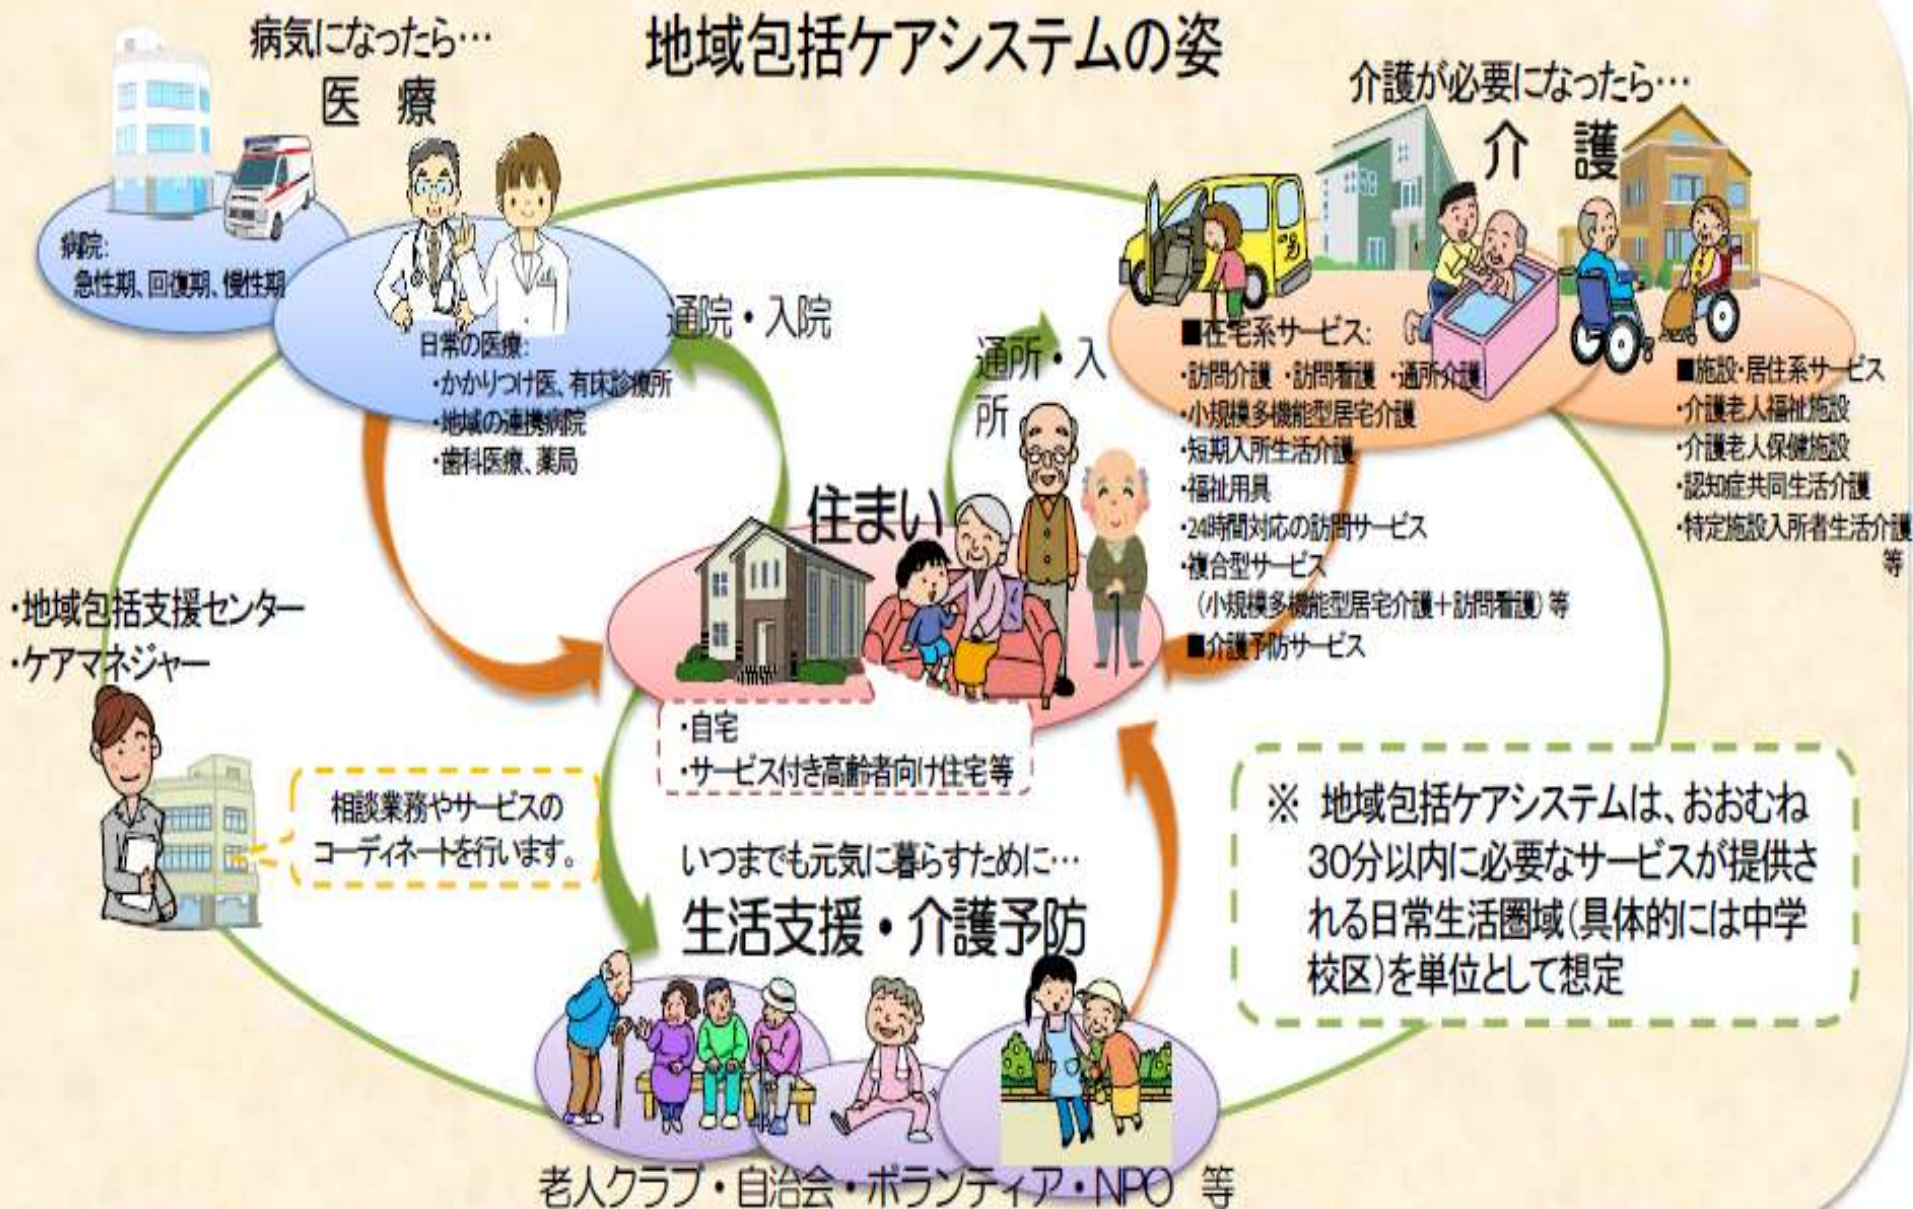 地域包括ケアシステムの姿
病気になったら…
医 療
病院:
急性期、回復期、慢性期
日常の医療:
・かかりつけ医、有床診療所
・地域の連携病院
・歯科医療、薬局
通院・入院
通所・入
所
介護が必要になったら…
介 護
■在宅系サービス:
・訪問介護 ・訪問看護 ・通所介護
・小規模多機能型居宅介護
・短期入所生活介護
・福祉用具
・24時間対応の訪問サービス
・複合型サービス
(小規模多機能型居宅介護+訪問看護)等
■介護予防サービス
■施設・居住系サービス
・介護老人福祉施設
・介護老人保健施設
・認知症共同生活介護
・特定施設入所者生活介護
等
住まい
・自宅
・サービス付き高齢者向け住宅等
・地域包括支援センター
・ケアマネジャー
相談業務やサービスの
コーディネートを行います。
いつまでも元気に暮らすために…
生活支援・介護予防
老人クラブ・自治会・ボランティア・NPO 等
※ 地域包括ケアシステムは、おおむね
30分以内に必要なサービスが提供さ
れる日常生活圏域(具体的には中学
校区)を単位として想定